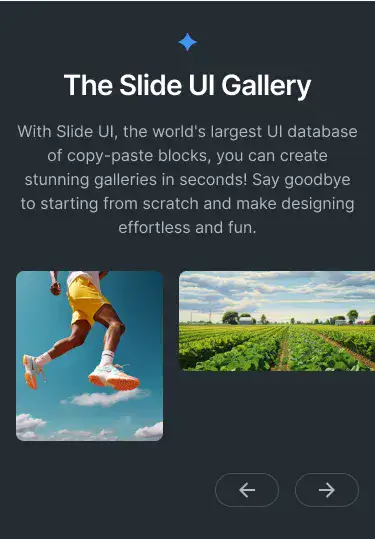 The Slide UI Gallery
With Slide UI, the world's largest UI database
of copy-paste blocks, you can create
stunning galleries in seconds! Say goodbye
to starting from scratch and make designing
effortless and fun.